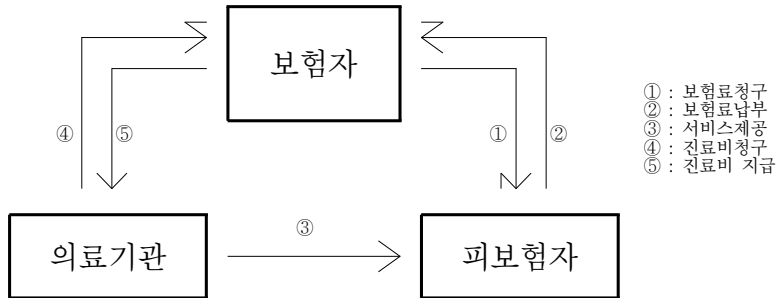 보험자
④
⑤
①
②
① : 보험료청구
② : 보험료납부
③ : 서비스제공
④ : 진료비청구
⑤ : 진료비 지급
의료기관
③
피보험자